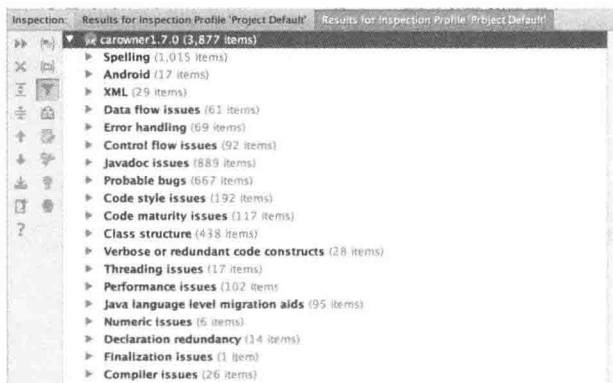 Inspection: Results for Inspection Profile 'Project Default' Results for Inspection Profile 'Project Default'
carowner1.7.0 (3,877 items)
Spelling (1,015 items)
Android (17 items)
XML (29 items)
Data flow issues (61 items)
Error handling (69 items)
Control flow issues (92 items)
Javadoc issues (889 items)
Probable bugs (667 items)
Code style issues (192 items)
Code maturity issues (117 items)
Class structure (438 items)
Verbose or redundant code constructs (28 items)
Threading issues (17 items)
Performance issues (102 items
Java language level migration aids (95 items)
Numeric issues (6 items)
Declaration redundancy (14 items)
Finalization issues (1 item)
Compiler issues (26 items)